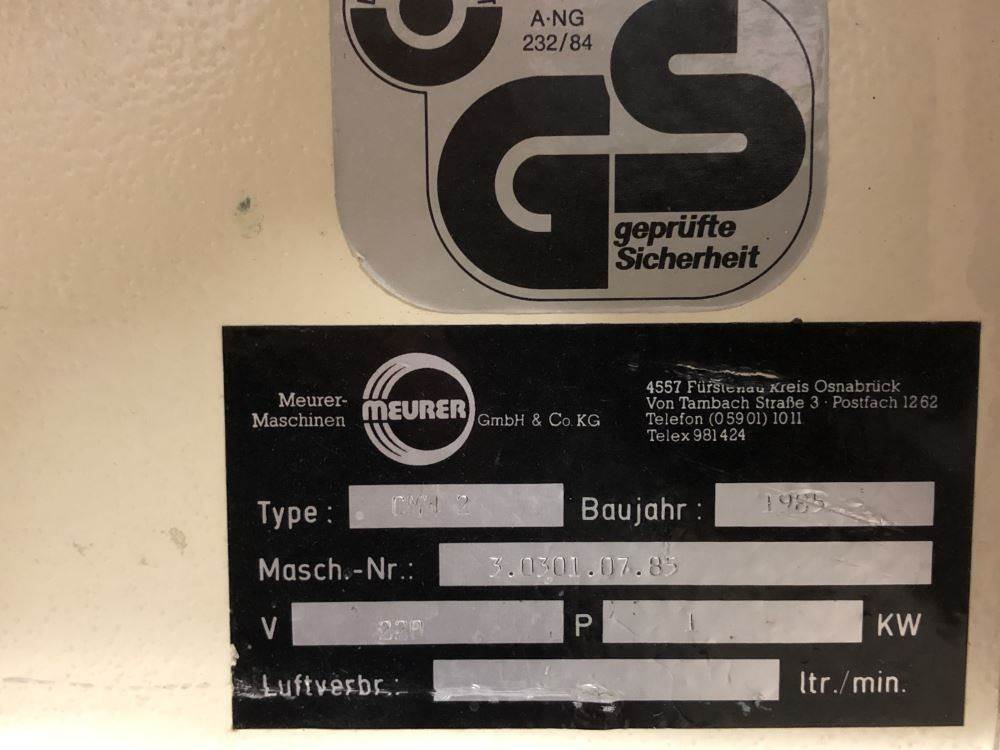 A·NG
232/84
GS
geprüfte
Sicherheit
Meurer-
Maschinen
MEURER
GmbH & Co. KG
4557 Fürstenau Kreis Osnabrück
Von Tambach Straße 3 · Postfach 1262
Telefon (05901) 1011
Telex 981424
Type : 2
Baujahr : 1985
Masch.-Nr.: 3.0301.07.85
V 220
P 1 KW
Luftverbr.: ltr./min.